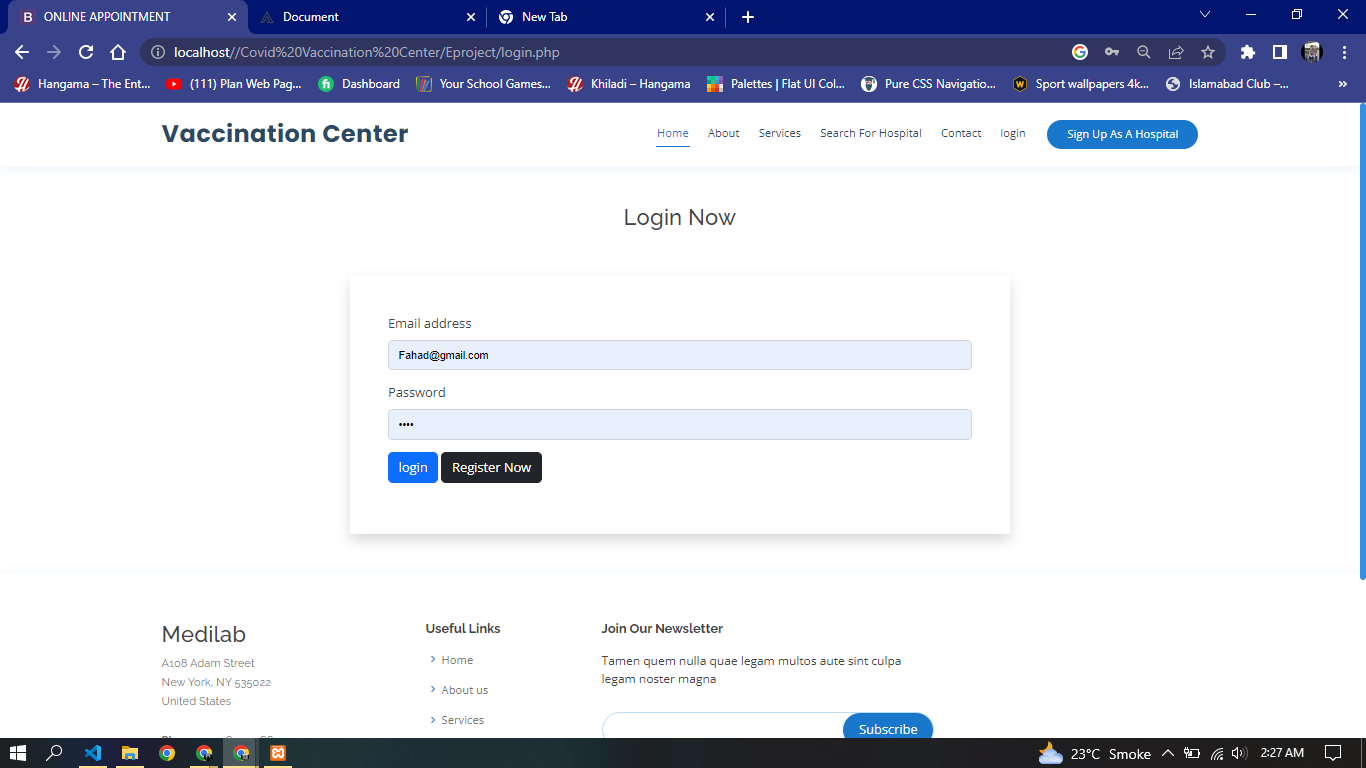 ONLINE APPOINTMENT
Document
New Tab
localhost//Covid%20Vaccination%20Center/Eproject/login.php
Hangama – The Ent...
(111) Plan Web Pag...
Dashboard
Your School Games...
Khiladi – Hangama
Palettes | Flat UI Col...
Pure CSS Navigatio...
Sport wallpapers 4k...
Islamabad Club –...
»
Vaccination Center
Home
About
Services
Search For Hospital
Contact
login
Sign Up As A Hospital
Login Now
Email address
Fahad@gmail.com
Password
••••
login
Register Now
Medilab
A108 Adam Street
New York, NY 535022
United States
Useful Links
Home
About us
Services
Join Our Newsletter
Tamen quem nulla quae legam multos aute sint culpa
legam noster magna
Subscribe
23°C Smoke
2:27 AM